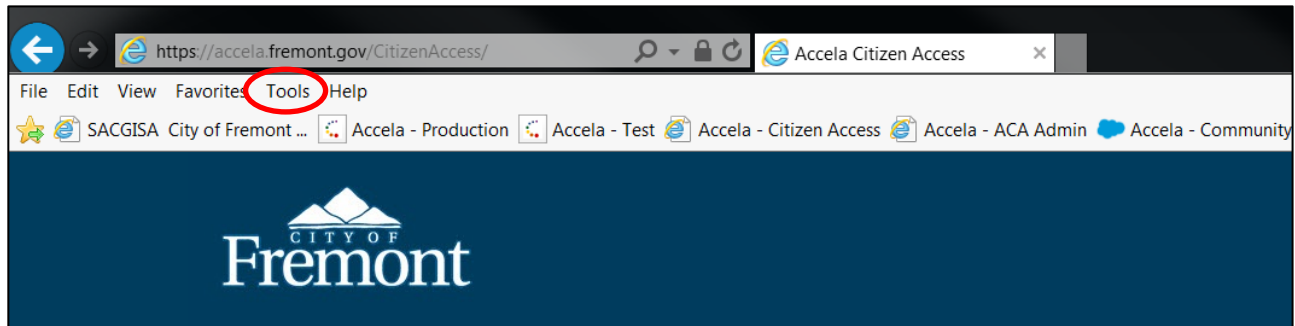 https://accela.fremont.gov/CitizenAccess/ Accela Citizen Access
File Edit View Favorites Tools Help
SACGISA City of Fremont ... Accela - Production Accela - Test Accela - Citizen Access Accela - ACA Admin Accela - Community
CITY OF
Fremont